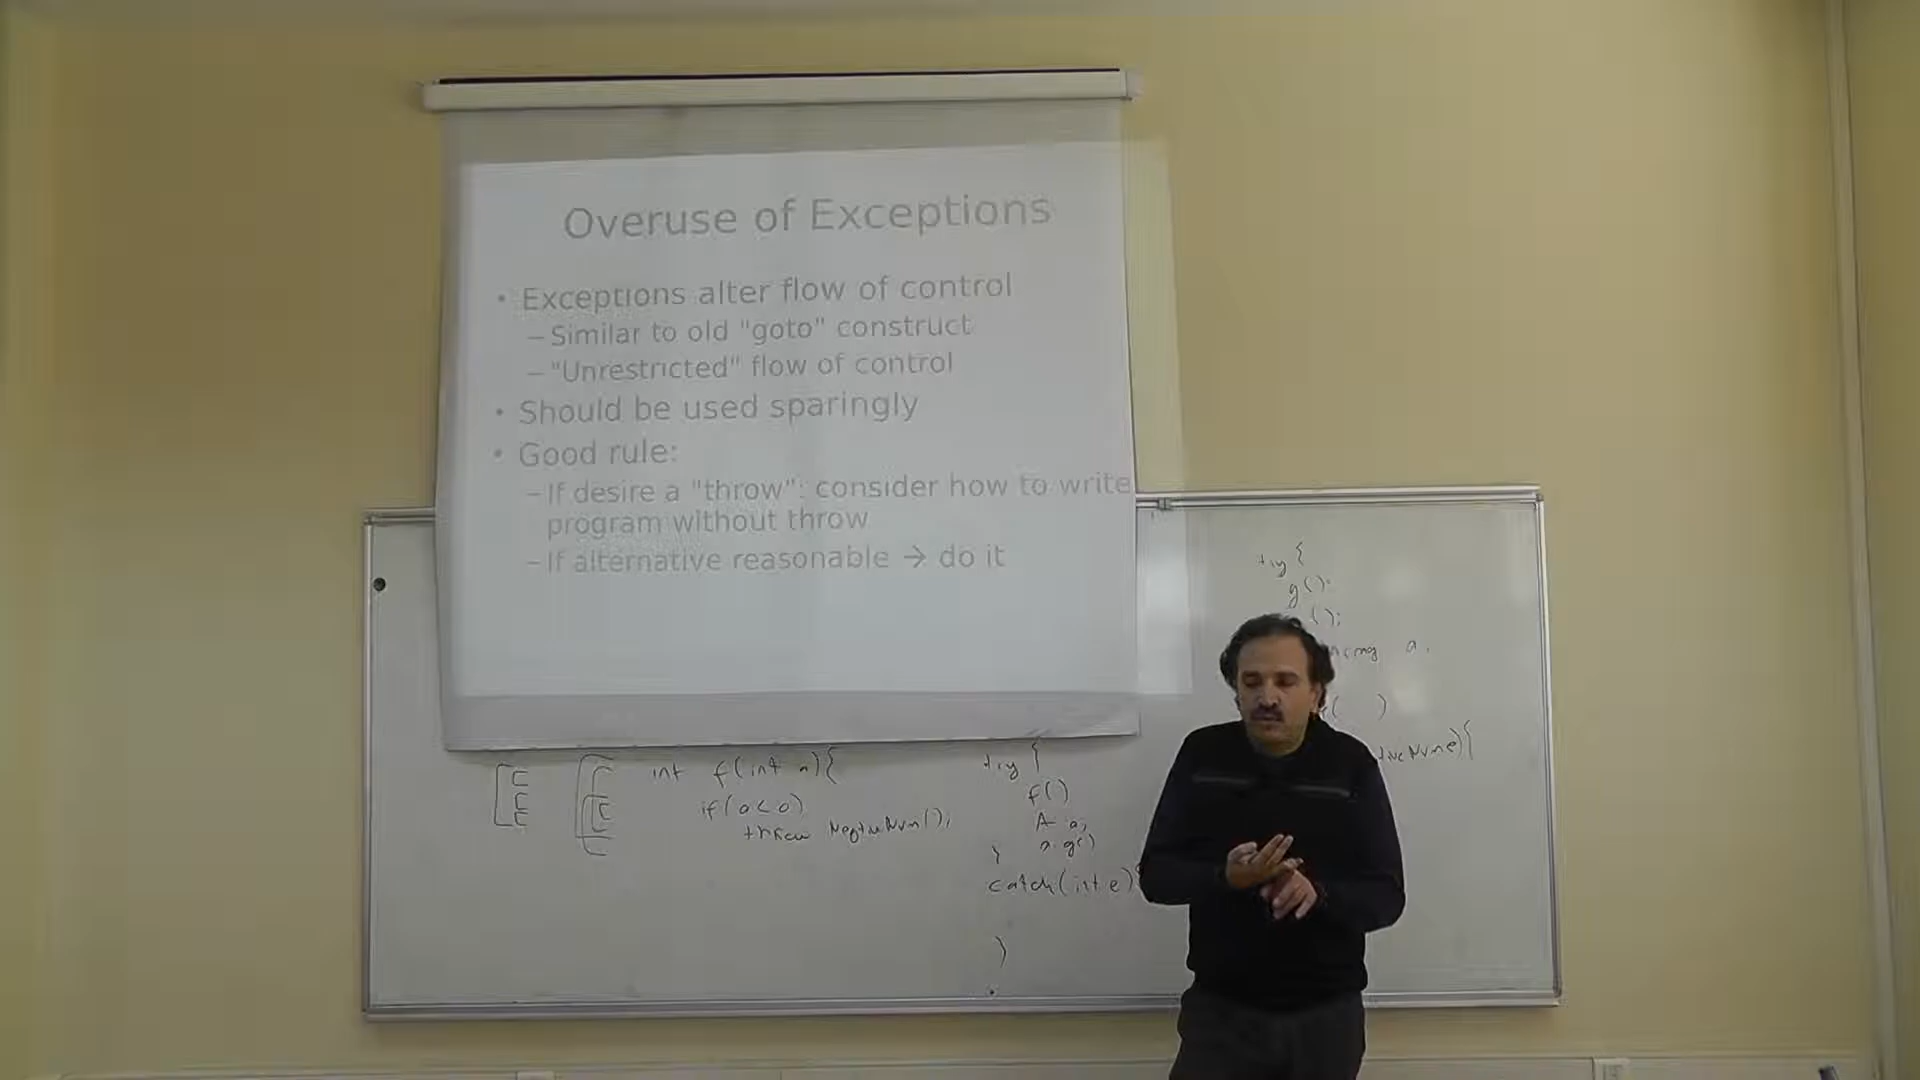 Overuse of Exceptions
• Exceptions alter flow of control
– Similar to old "goto" construct
– "Unrestricted" flow of control
• Should be used sparingly
• Good rule:
– If desire a "throw": consider how to write
program without throw
– If alternative reasonable → do it
int f(int a){
if(a<0)
throw
try {
f()
A a;
a.g()
}
catch(int e)
}
try {
g();
();
a.
( )
){